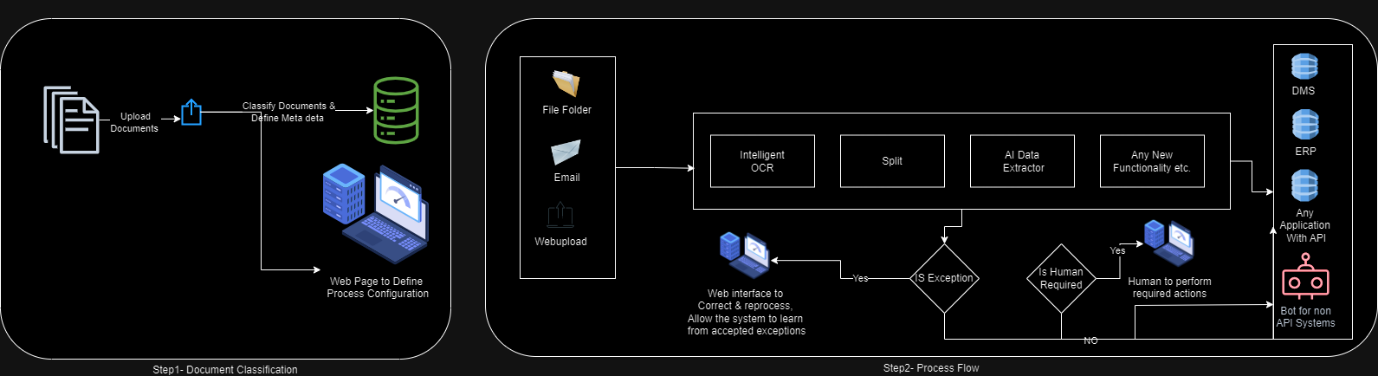 Upload
Documents
Classify Documents &
Define Meta deta
Web Page to Define
Process Configuration
Step1- Document Classification
File Folder
Email
Webupload
Intelligent
OCR
Split
AI Data
Extractor
Any New
Functionality etc.
DMS
ERP
Any
Application
With API
Bot for non
API Systems
IS Exception
Yes
Web interface to
Correct & reprocess,
Allow the system to learn
from accepted exceptions
Is Human
Required
Yes
Human to perform
required actions
NO
Step2- Process Flow